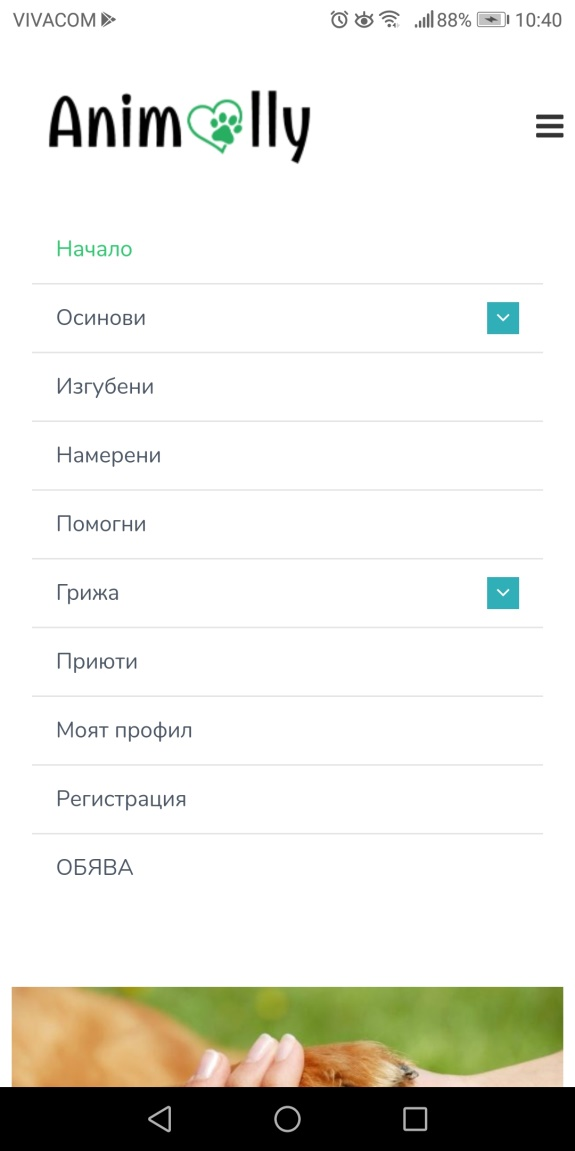 VIVACOM 88% 10:40
Animolly
Начало
Осинови
Изгубени
Намерени
Помогни
Грижа
Приюти
Моят профил
Регистрация
ОБЯВА